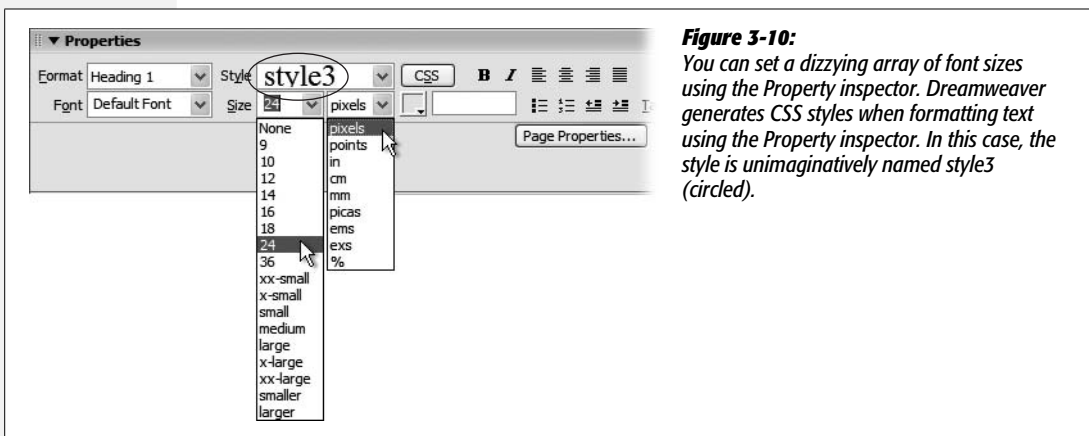 Properties
Format Heading 1 Style style3 CSS B I
Font Default Font Size 24 pixels
Page Properties...
None
9
10
12
14
16
18
24
36
xx-small
x-small
small
medium
large
x-large
xx-large
smaller
larger
pixels
points
in
cm
mm
picas
ems
exs
%
Figure 3-10:
You can set a dizzying array of font sizes
using the Property inspector. Dreamweaver
generates CSS styles when formatting text
using the Property inspector. In this case, the
style is unimaginatively named style3
(circled).